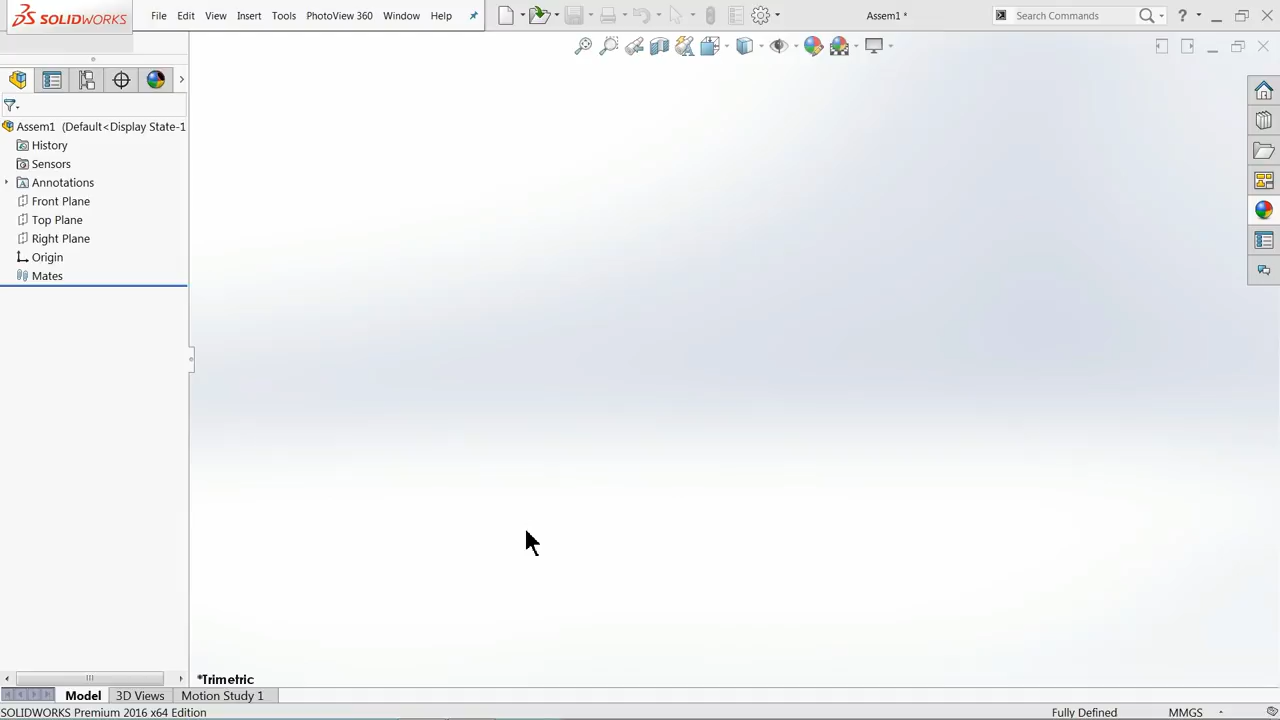 SOLIDWORKS File Edit View Insert Tools PhotoView 360 Window Help Assem1 * Search Commands ?
Assem1 (Default<Display State-1
History
Sensors
Annotations
Front Plane
Top Plane
Right Plane
Origin
Mates
*Trimetric
Model 3D Views Motion Study 1
SOLIDWORKS Premium 2016 x64 Edition Fully Defined MMGS